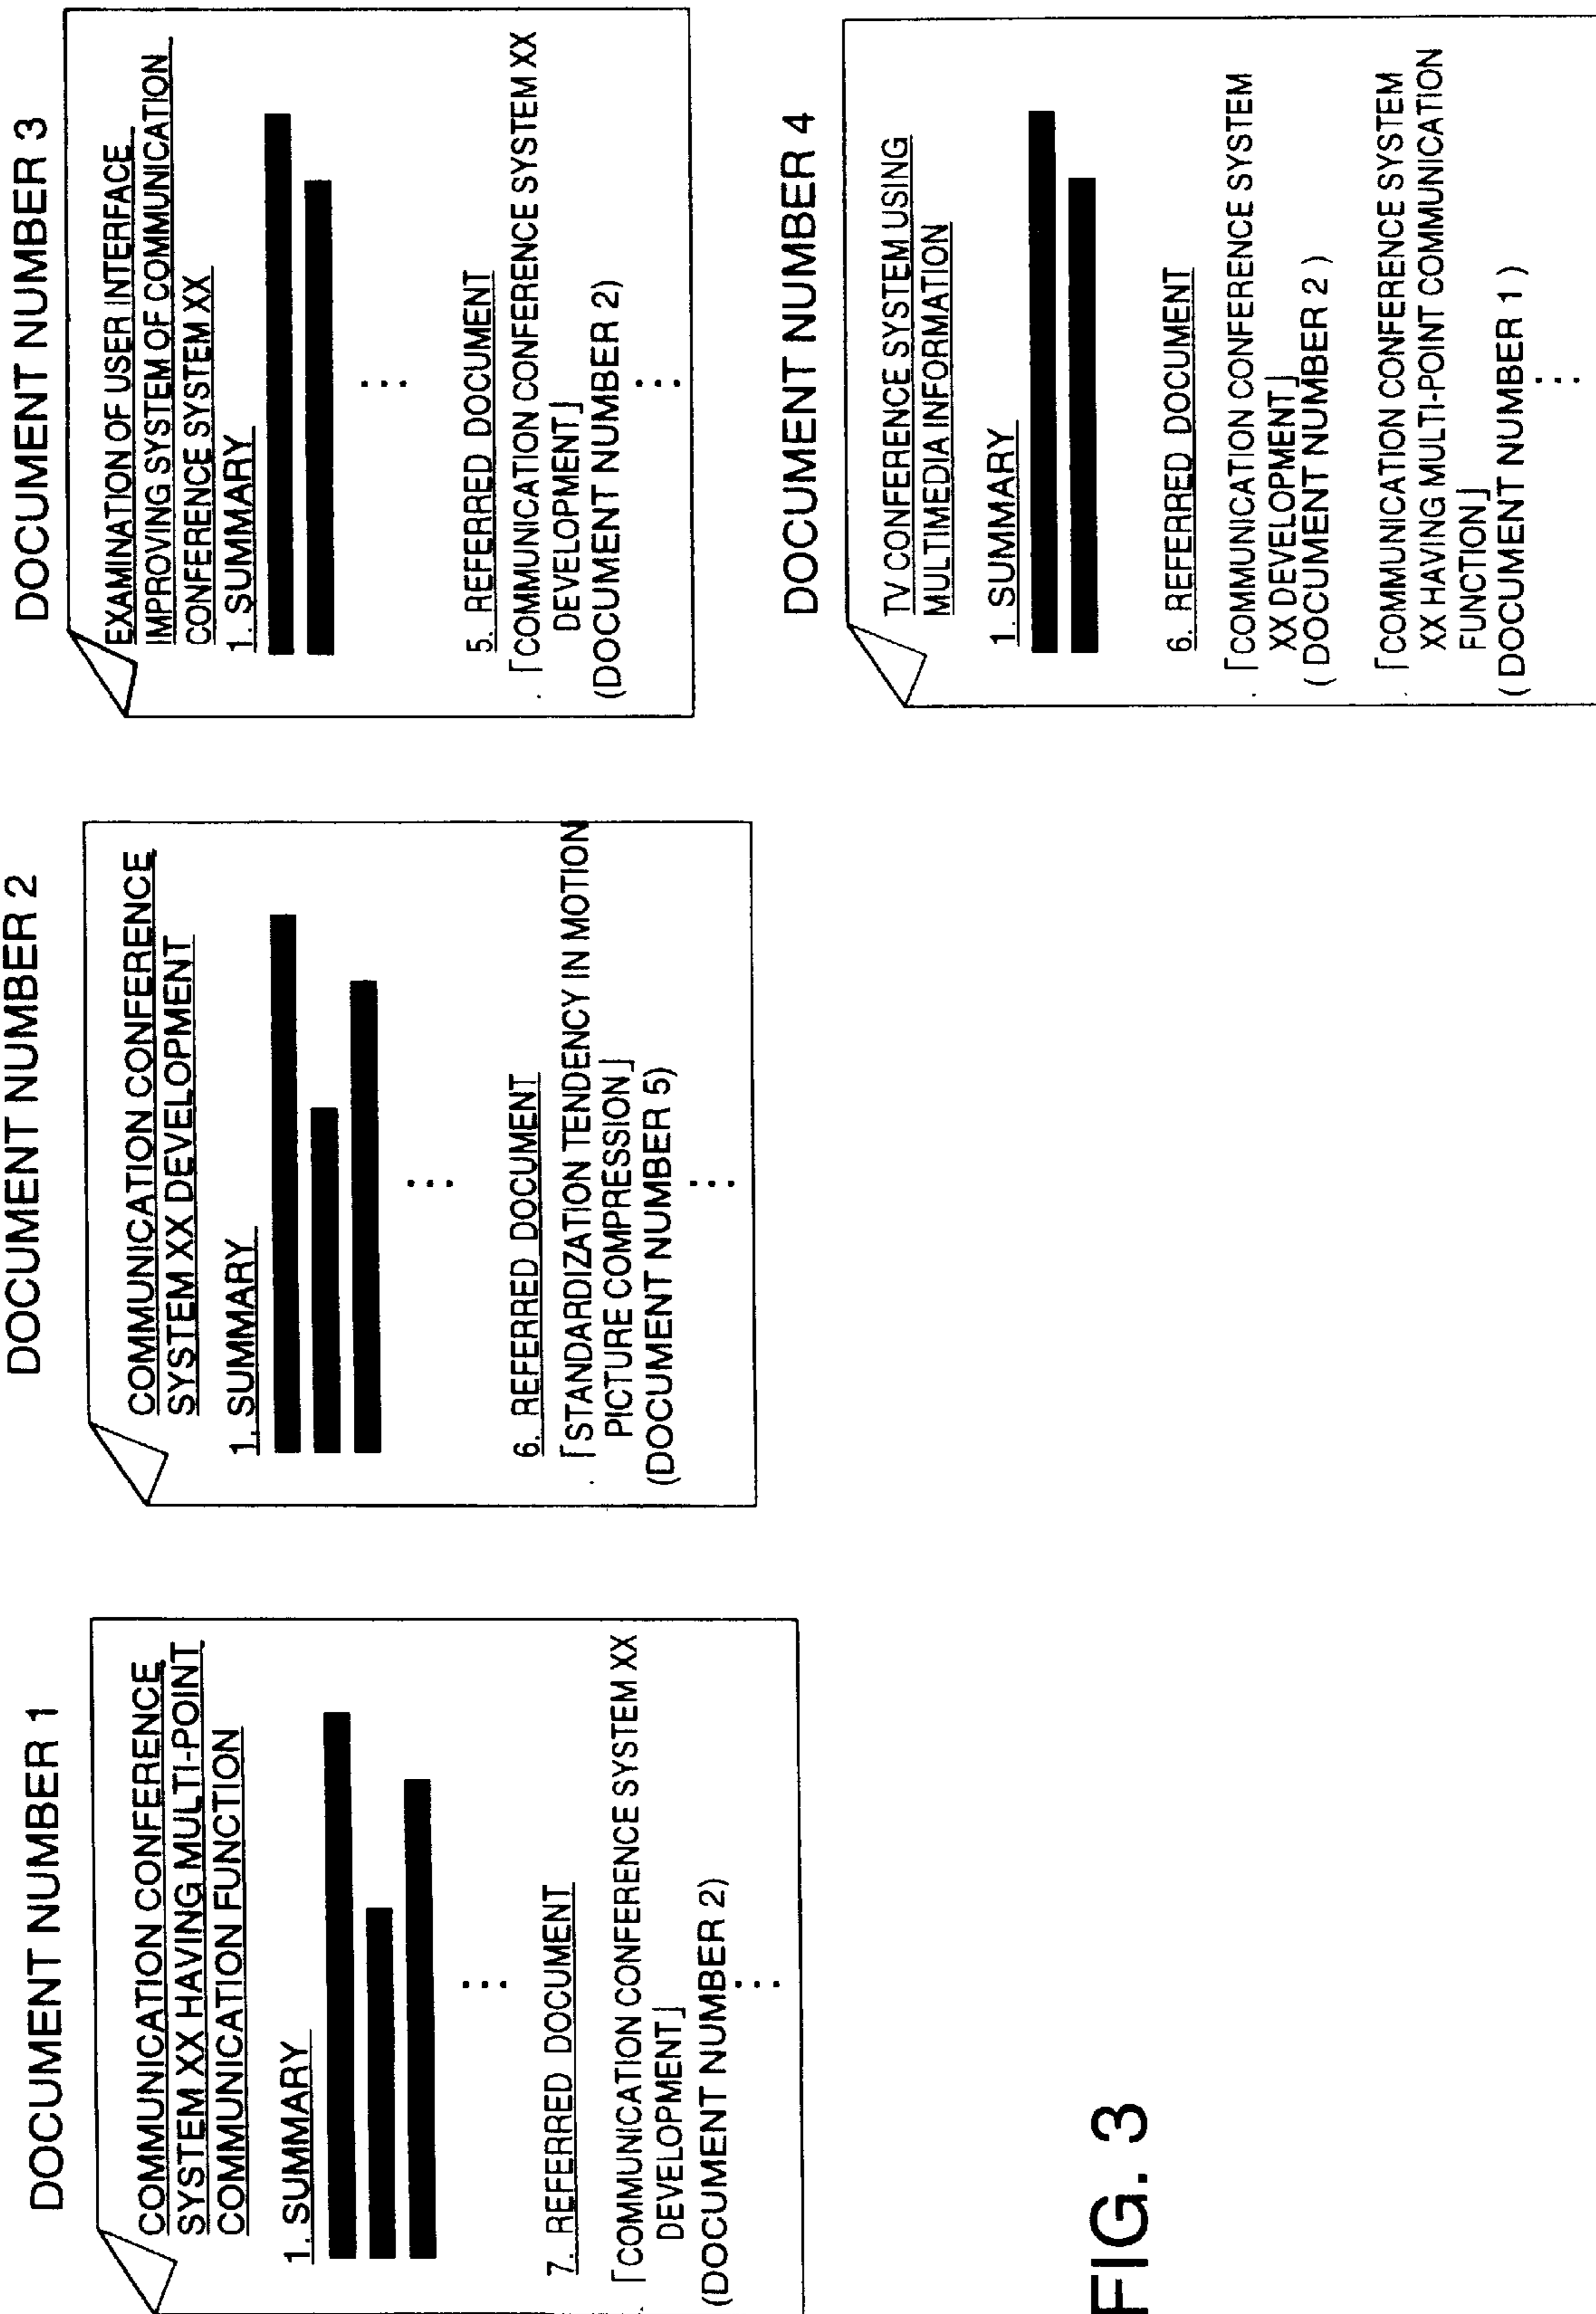 DOCUMENT NUMBER 1
COMMUNICATION CONFERENCE
SYSTEM XX HAVING MULTI-POINT
COMMUNICATION FUNCTION
1. SUMMARY
...
7. REFERRED DOCUMENT
「COMMUNICATION CONFERENCE SYSTEM XX
DEVELOPMENT」
(DOCUMENT NUMBER 2)
...
DOCUMENT NUMBER 2
COMMUNICATION CONFERENCE
SYSTEM XX DEVELOPMENT
1. SUMMARY
...
6. REFERRED DOCUMENT
「STANDARDIZATION TENDENCY IN MOTION
PICTURE COMPRESSION」
(DOCUMENT NUMBER 5)
...
DOCUMENT NUMBER 3
EXAMINATION OF USER INTERFACE
IMPROVING SYSTEM OF COMMUNICATION
CONFERENCE SYSTEM XX
1. SUMMARY
...
5. REFERRED DOCUMENT
「COMMUNICATION CONFERENCE SYSTEM XX
DEVELOPMENT」
(DOCUMENT NUMBER 2)
...
DOCUMENT NUMBER 4
TV CONFERENCE SYSTEM USING
MULTIMEDIA INFORMATION
1. SUMMARY
6. REFERRED DOCUMENT
「COMMUNICATION CONFERENCE SYSTEM
XX DEVELOPMENT」
( DOCUMENT NUMBER 2 )
「COMMUNICATION CONFERENCE SYSTEM
XX HAVING MULTI-POINT COMMUNICATION
FUNCTION」
( DOCUMENT NUMBER 1 )
...
FIG. 3